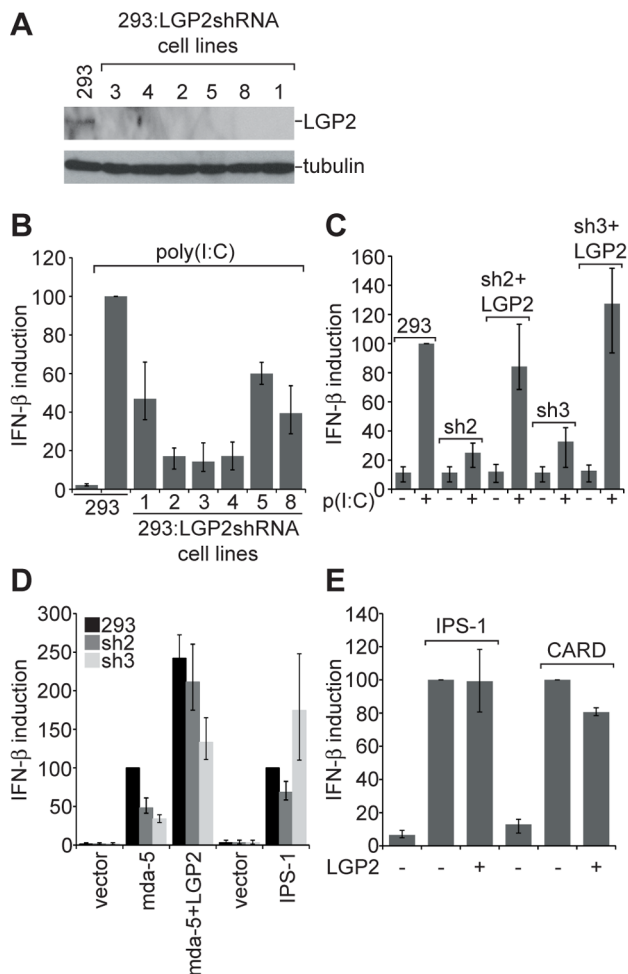 A
293:LGP2shRNA
cell lines
293 3 4 2 5 8 1
-LGP2
-tubulin
B
poly(I:C)
IFN-β induction
120
100
80
60
40
20
0
293 1 2 3 4 5 8
293:LGP2shRNA
cell lines
C
sh3+
LGP2
sh2+
LGP2
293
sh2
sh3
IFN-β induction
160
140
120
100
80
60
40
20
0
p(I:C) - + - + - + - + - +
D
293
sh2
sh3
IFN-β induction
300
250
200
150
100
50
0
vector
mda-5
mda-5+LGP2
vector
IPS-1
E
IPS-1
CARD
IFN-β induction
140
120
100
80
60
40
20
0
LGP2 - - + - - +